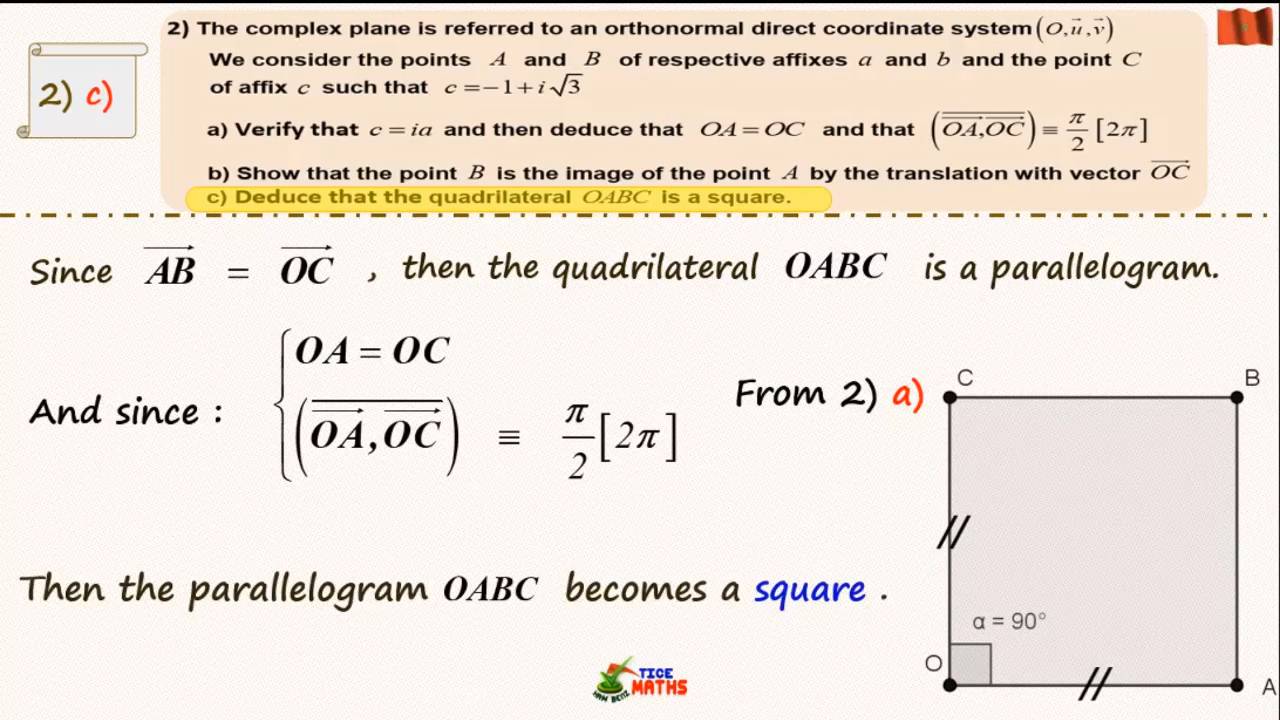 2) c)
2) The complex plane is referred to an orthonormal direct coordinate system (O, u⃗, v⃗)
We consider the points A and B of respective affixes a and b and the point C
of affix c such that c = −1 + i√3
a) Verify that c = ia and then deduce that OA = OC and that (OA⃗, OC⃗) ≡ π/2 [2π]
b) Show that the point B is the image of the point A by the translation with vector OC⃗
c) Deduce that the quadrilateral OABC is a square.
Since AB⃗ = OC⃗ , then the quadrilateral OABC is a parallelogram.
And since : { OA = OC
(OA⃗, OC⃗) ≡ π/2 [2π]
From 2) a)
Then the parallelogram OABC becomes a square .
C
B
α = 90°
O
A
TICE
MATHS
HAW BENZ